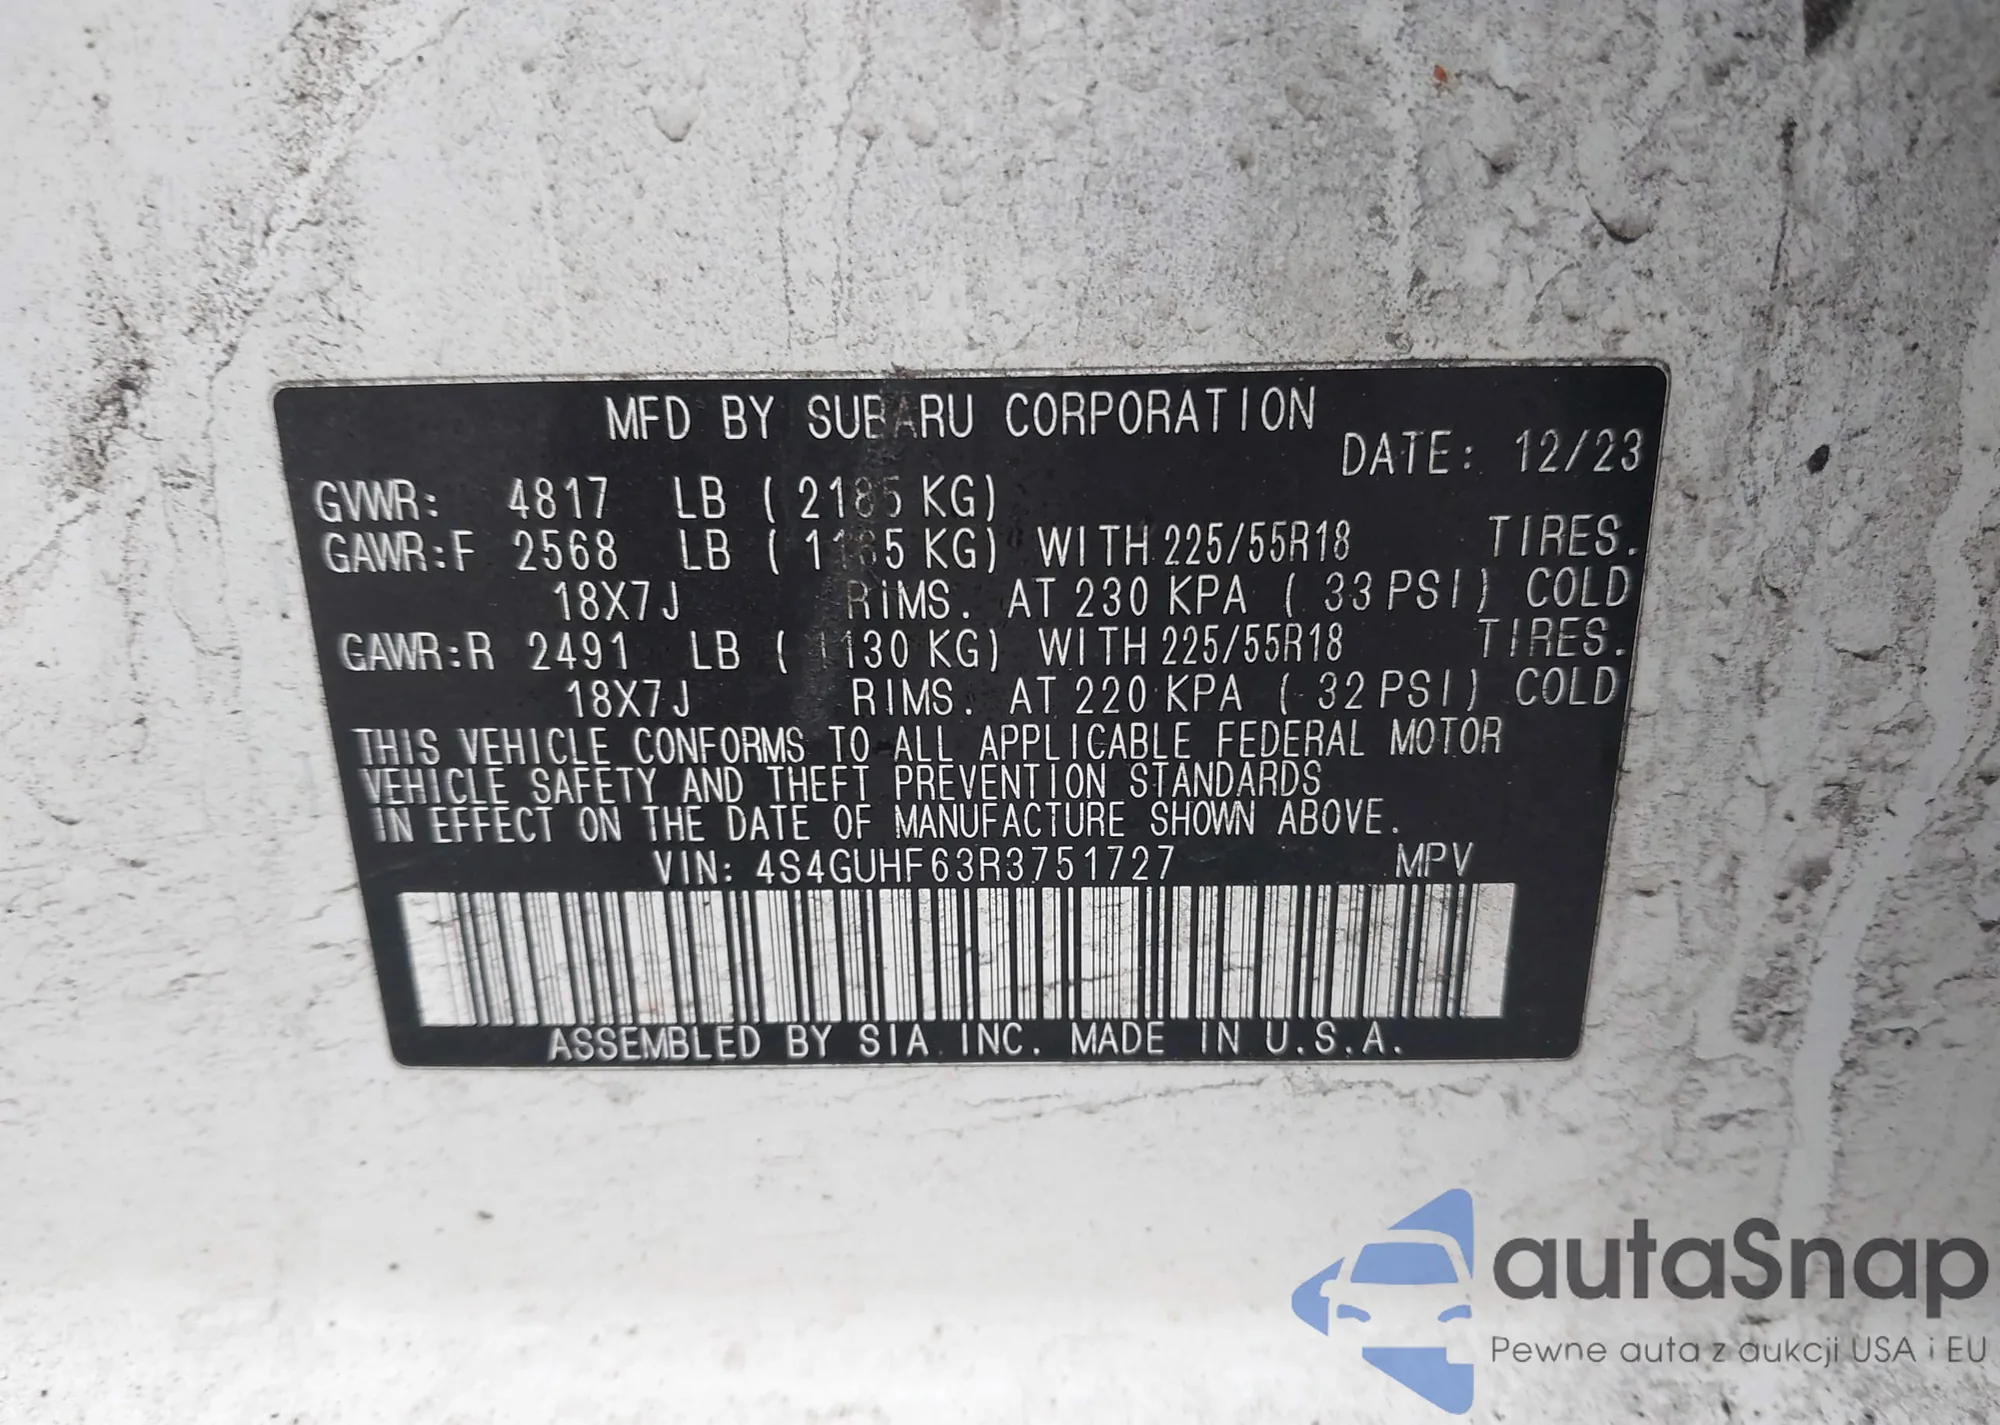 MFD BY SUBARU CORPORATION
DATE: 12/23
GVWR: 4817 LB ( 2185 KG)
GAWR:F 2568 LB ( 1165 KG) WITH 225/55R18 TIRES.
18X7J RIMS. AT 230 KPA ( 33 PSI) COLD
GAWR:R 2491 LB ( 1130 KG) WITH 225/55R18 TIRES.
18X7J RIMS. AT 220 KPA ( 32 PSI) COLD
THIS VEHICLE CONFORMS TO ALL APPLICABLE FEDERAL MOTOR
VEHICLE SAFETY AND THEFT PREVENTION STANDARDS
IN EFFECT ON THE DATE OF MANUFACTURE SHOWN ABOVE.
VIN: 4S4GUHF63R3751727 MPV
ASSEMBLED BY SIA INC. MADE IN U.S.A.
autaSnap
Pewne auta z aukcji USA i EU